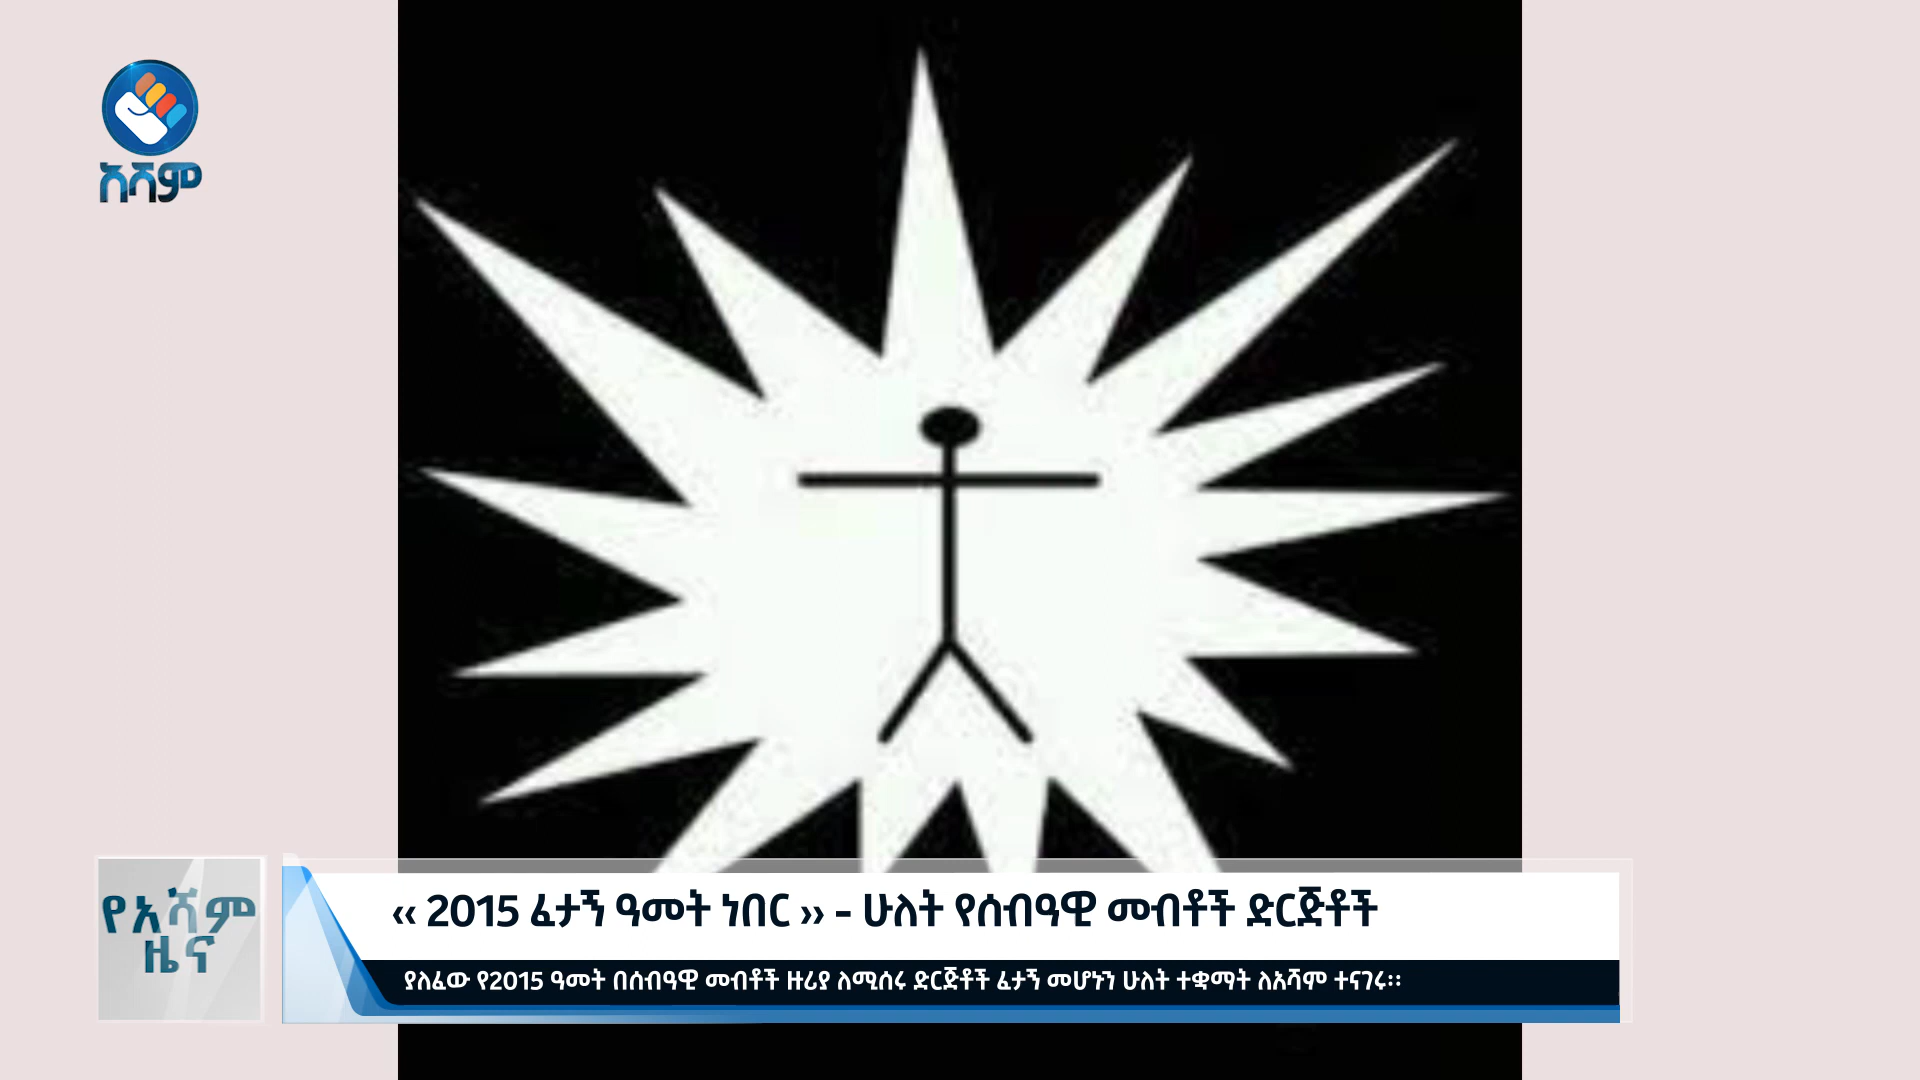 አሻም
‹‹ 2015 ፈታኝ ዓመት ነበር ›› - ሁለት የሰብዓዊ መብቶች ድርጅቶች
የአሻም
ዜና
ያለፈው የ2015 ዓመት በሰብዓዊ መብቶች ዙሪያ ለሚሰሩ ድርጅቶች ፈታኝ መሆኑን ሁለት ተቋማት ለአሻም ተናገሩ፡፡